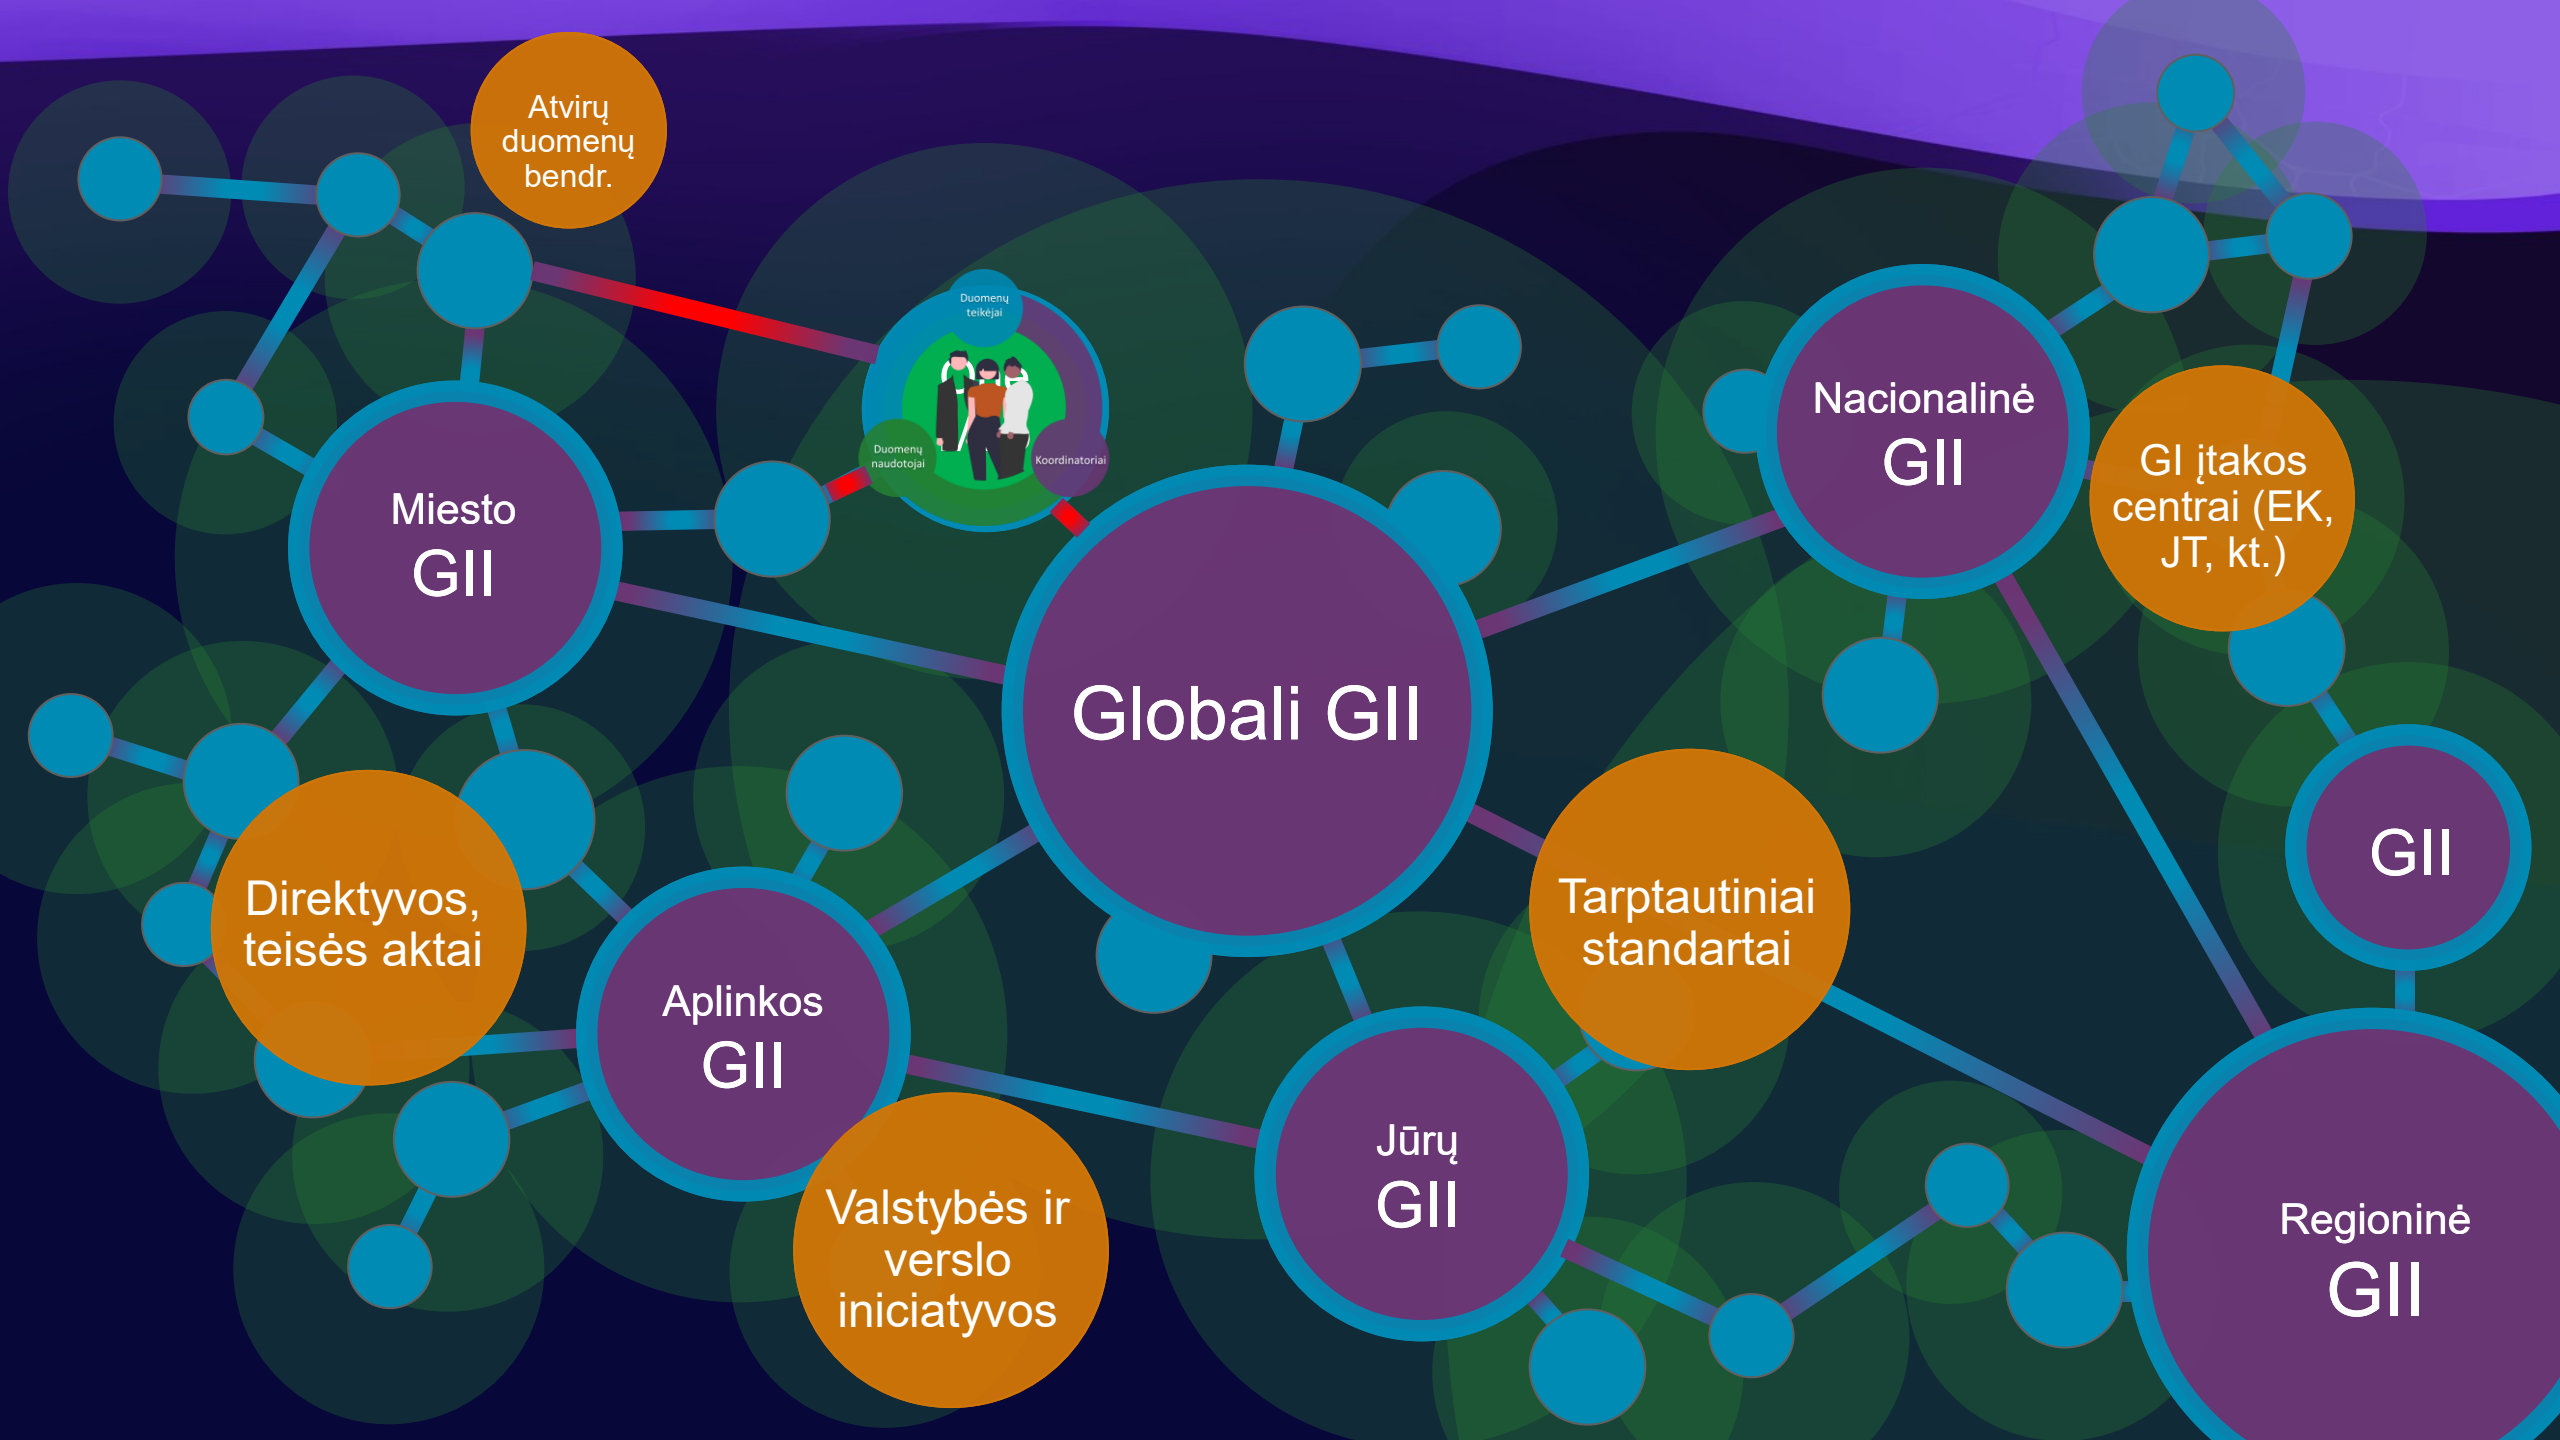 Atvirų
duomenų
bendr.
Duomenų
teikėjai
Duomenų
naudotojai
Koordinatoriai
Nacionalinė
GII
GI įtakos
centrai (EK,
JT, kt.)
Miesto
GII
Globali GII
GII
Direktyvos,
teisės aktai
Tarptautiniai
standartai
Aplinkos
GII
Jūrų
GII
Valstybės ir
verslo
iniciatyvos
Regioninė
GII